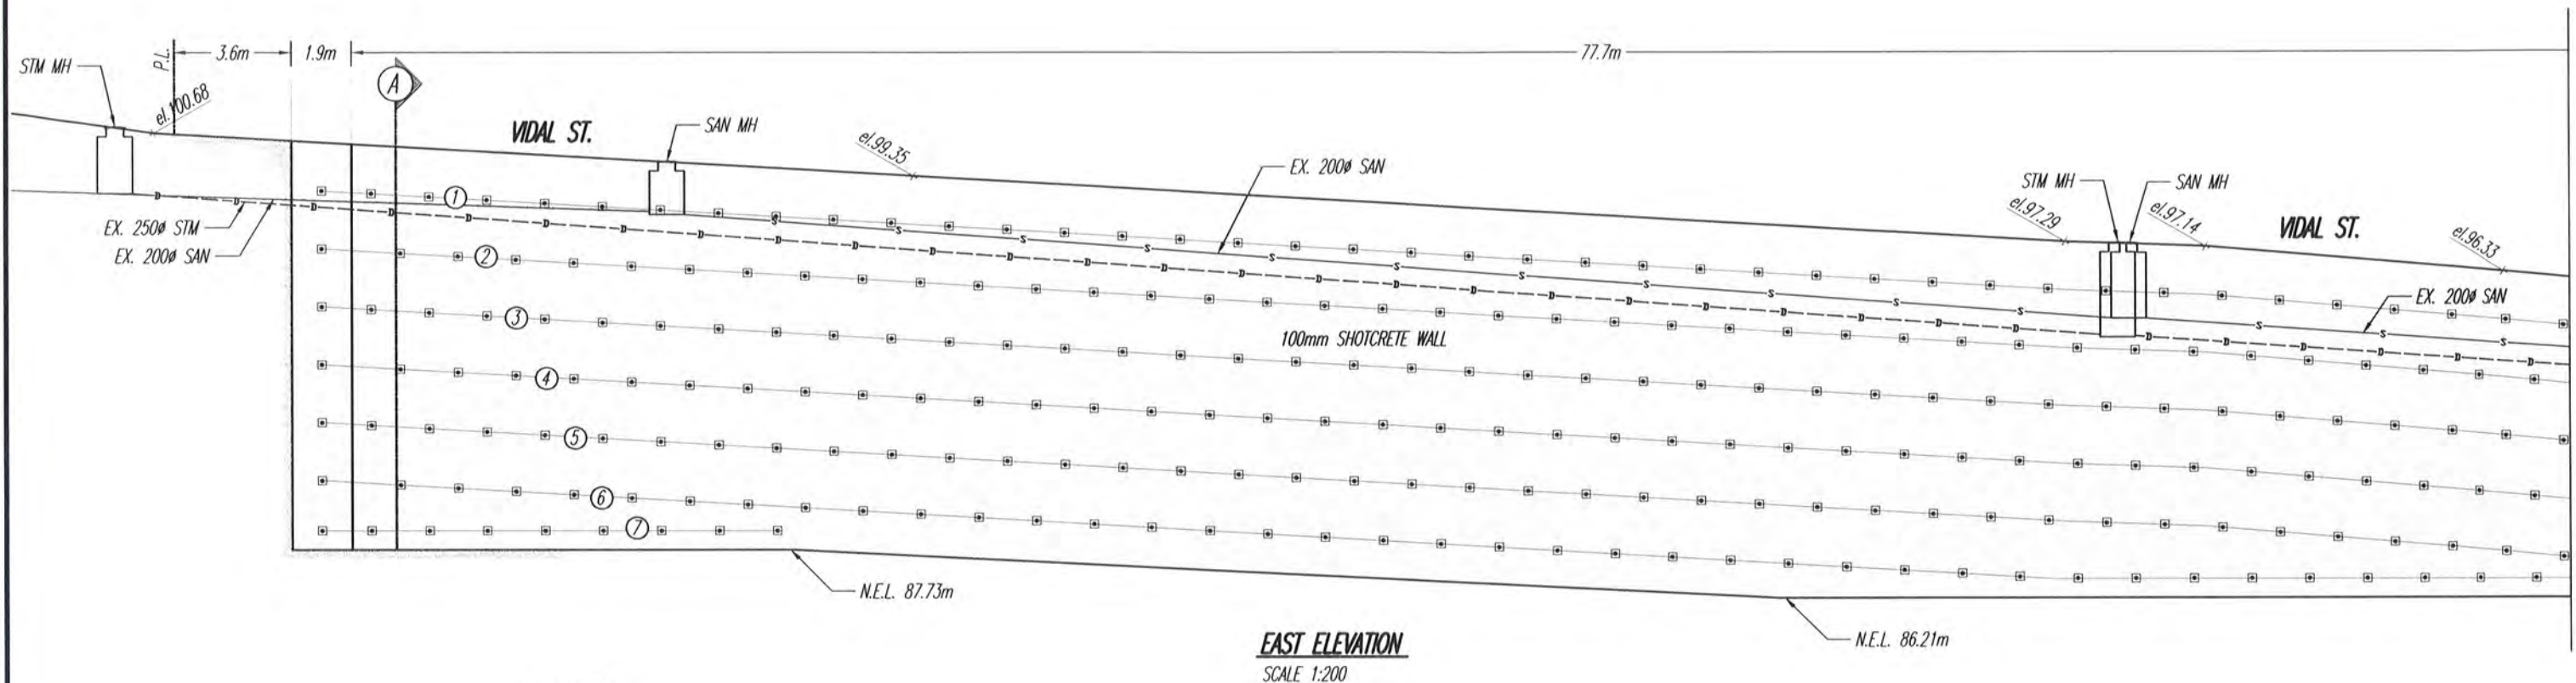 3.6m
1.9m
77.7m
STM MH
P.L.
A
el.100.68
VIDAL ST.
SAN MH
el.99.35
EX. 200ø SAN
STM MH
SAN MH
el.97.29
el.97.14
VIDAL ST.
el.96.33
1
EX. 250ø STM
EX. 200ø SAN
2
EX. 200ø SAN
3
100mm SHOTCRETE WALL
4
5
6
7
N.E.L. 87.73m
N.E.L. 86.21m
EAST ELEVATION
SCALE 1:200